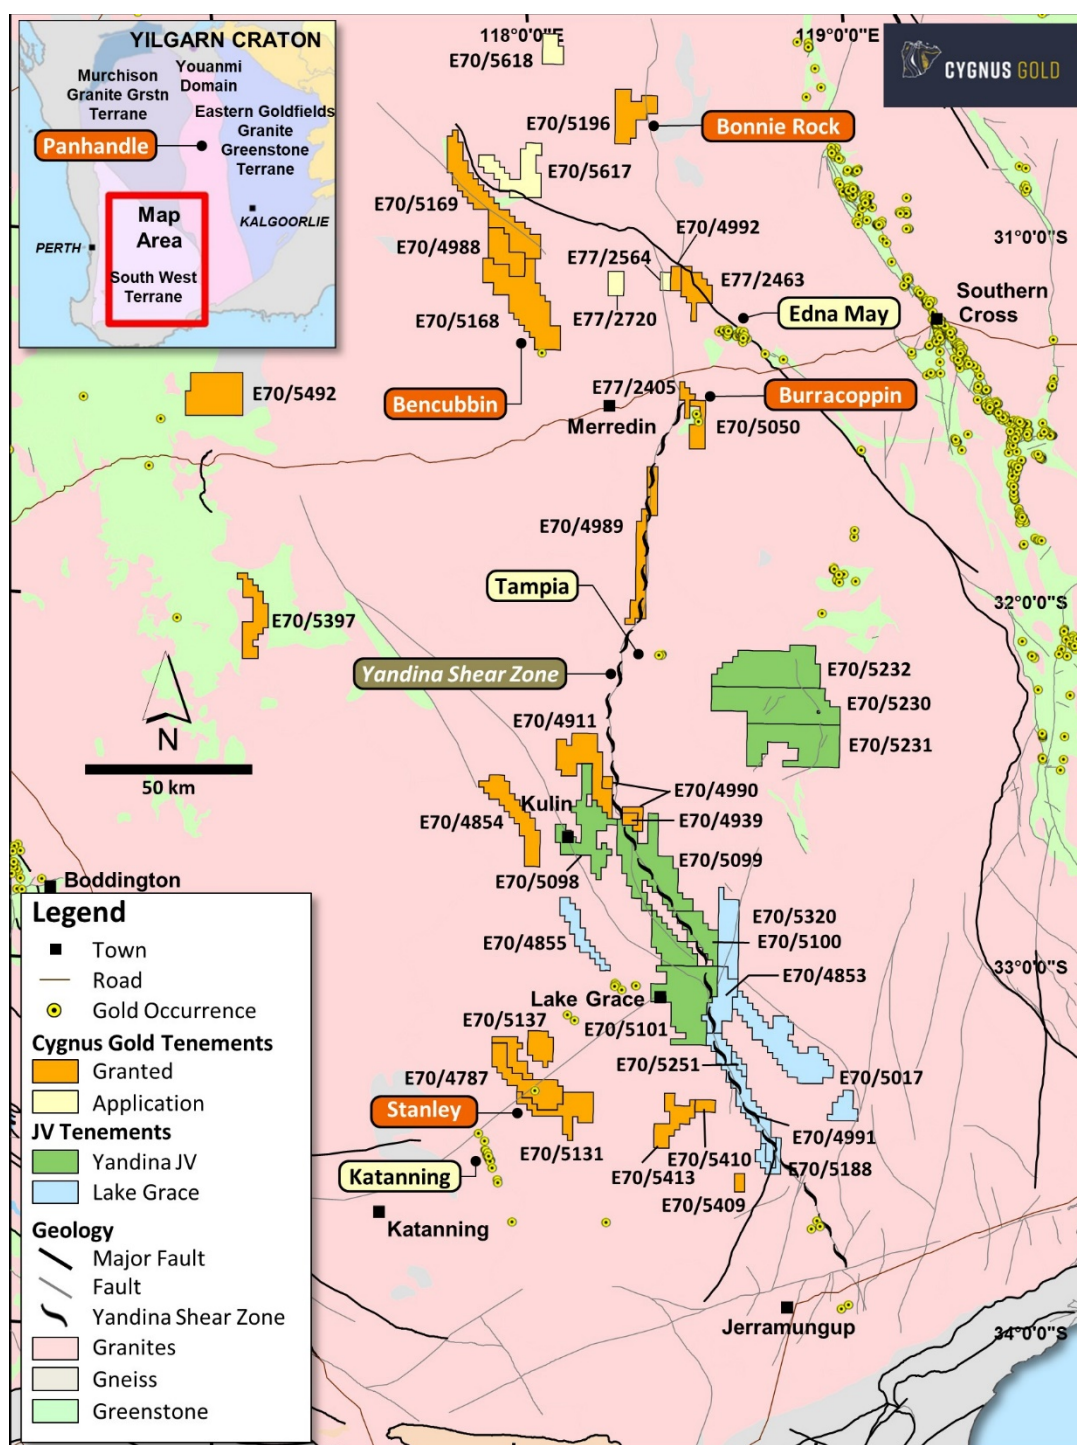 YILGARN CRATON
Murchison
Granite Grstn
Terrane
Youanmi
Domain
Eastern Goldfields
Granite
Greenstone
Terrane
Panhandle
Map
Area
KALGOORLIE
PERTH
South West
Terrane
118°0'0"E
119°0'0"E
CYGNUS GOLD
E70/5618
E70/5196
Bonnie Rock
E70/5617
E70/5169
E70/4988
E70/4992
31°0'0"S
E77/2564
E77/2463
E77/2720
E70/5168
Edna May
Southern
Cross
E70/5492
Bencubbin
E77/2405
Burracoppin
Merredin
E70/5050
E70/4989
Tampia
32°0'0"S
E70/5397
Yandina Shear Zone
E70/5232
E70/5230
E70/5231
N
50 km
E70/4911
E70/4990
Kulin
E70/4939
E70/4854
E70/5099
E70/5098
Boddington
E70/5320
E70/5100
E70/4855
E70/4853
33°0'0"S
Lake Grace
E70/5137
E70/5101
E70/5251
E70/4787
E70/5017
Stanley
E70/4991
E70/5131
E70/5410
E70/5188
E70/5413
Katanning
E70/5409
Katanning
Jerramungup
34°0'0"S
Legend
Town
Road
Gold Occurrence
Cygnus Gold Tenements
Granted
Application
JV Tenements
Yandina JV
Lake Grace
Geology
Major Fault
Fault
Yandina Shear Zone
Granites
Gneiss
Greenstone